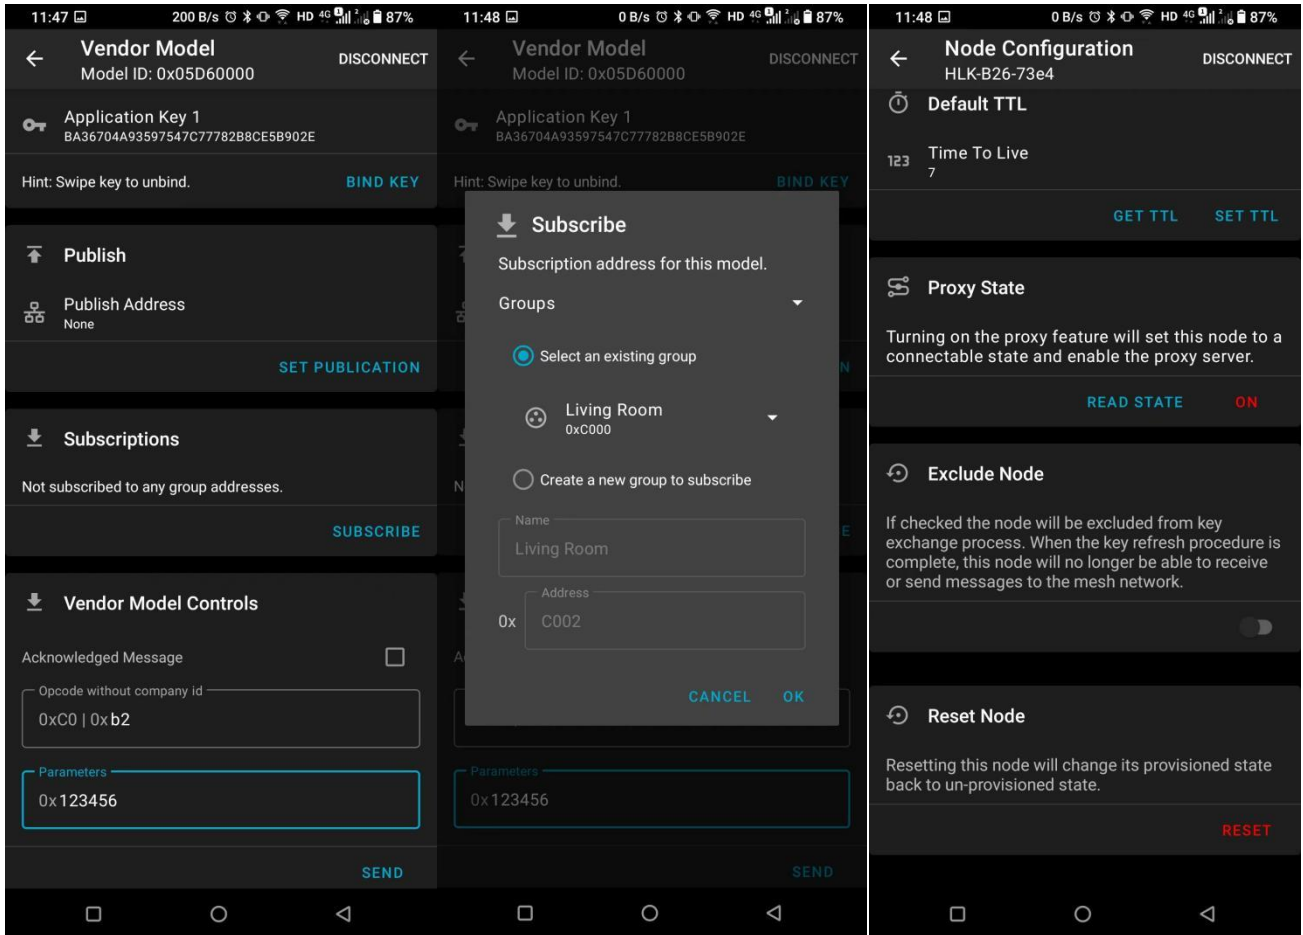 11:47 200 B/s HD 4G 87%
Vendor Model
Model ID: 0x05D60000
DISCONNECT
Application Key 1
BA36704A93597547C77782B8CE5B902E
Hint: Swipe key to unbind.
BIND KEY
Publish
Publish Address
None
SET PUBLICATION
Subscriptions
Not subscribed to any group addresses.
SUBSCRIBE
Vendor Model Controls
Acknowledged Message
Opcode without company id
0xC0 | 0x b2
Parameters
0x 123456
SEND
11:48 0 B/s HD 4G 87%
Vendor Model
Model ID: 0x05D60000
DISCONNECT
Application Key 1
BA36704A93597547C77782B8CE5B902E
Hint: Swipe key to unbind.
BIND KEY
Subscribe
Subscription address for this model.
Groups
Select an existing group
Living Room
0xC000
Create a new group to subscribe
Name
Living Room
Address
0x C002
CANCEL OK
Parameters
0x 123456
SEND
11:48 0 B/s HD 4G 87%
Node Configuration
HLK-B26-73e4
DISCONNECT
Default TTL
123 Time To Live
7
GET TTL SET TTL
Proxy State
Turning on the proxy feature will set this node to a
connectable state and enable the proxy server.
READ STATE ON
Exclude Node
If checked the node will be excluded from key
exchange process. When the key refresh procedure is
complete, this node will no longer be able to receive
or send messages to the mesh network.
Reset Node
Resetting this node will change its provisioned state
back to un-provisioned state.
RESET